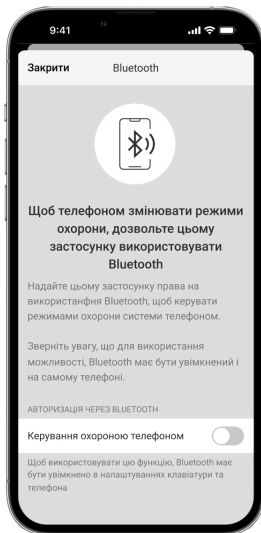 9:41
Закрити Bluetooth
Щоб телефоном змінювати режими
охорони, дозвольте цьому
застосунку використовувати
Bluetooth
Надайте цьому застосунку права на
використанфня Bluetooth, щоб керувати
режимами охорони системи телефоном.
Зверніть увагу, що для використання
можливості, Bluetooth має бути увімкнений і
на самому телефоні.
АВТОРИЗАЦІЯ ЧЕРЕЗ BLUETOOTH
Керування охороною телефоном
Щоб використовувати цю функцію, Bluetooth має
бути увімкнено в налаштуваннях клавіатури та
телефона